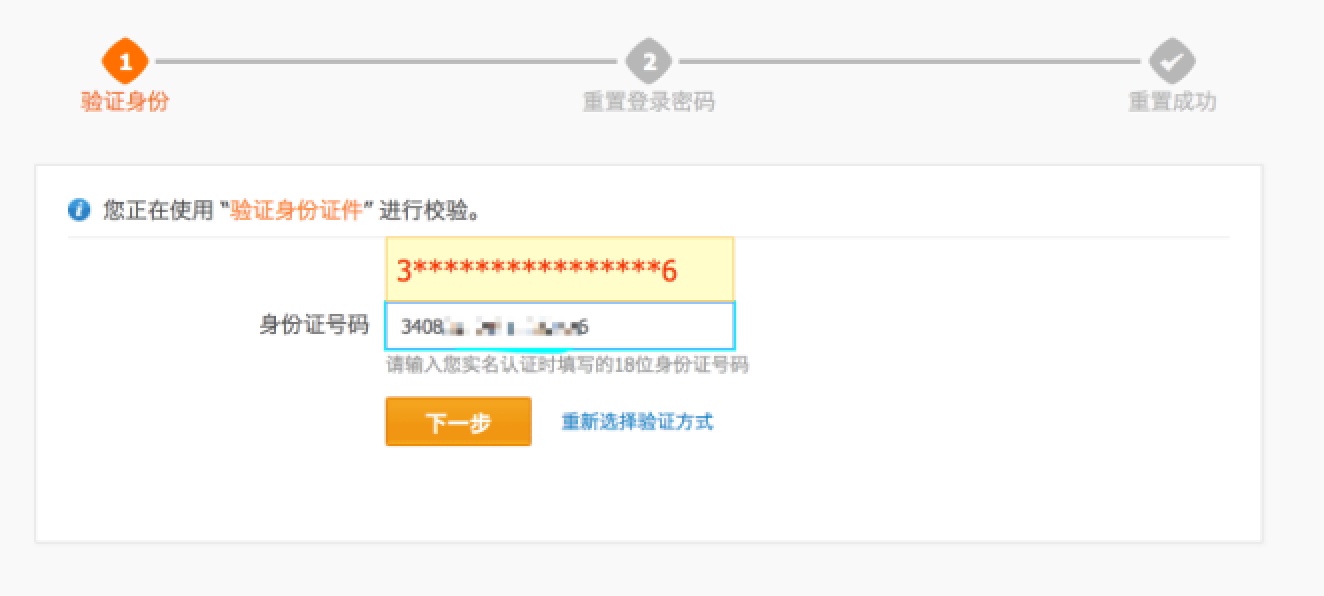 1
2
验证身份
重置登录密码
重置成功
您正在使用 “验证身份证件” 进行校验。
3****************6
身份证号码
3408 6
请输入您实名认证时填写的18位身份证号码
下一步
重新选择验证方式